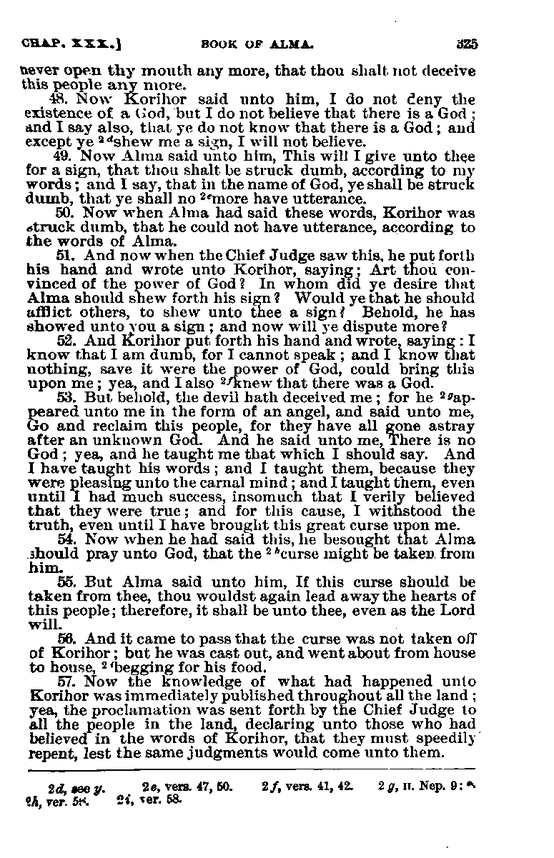 CHAP. XXX.] BOOK OF ALMA. 325
never open thy mouth any more, that thou shalt not deceive
this people any more.
48. Now Korihor said unto him, I do not deny the
existence of a God, but I do not believe that there is a God;
and I say also, that ye do not know that there is a God; and
except ye 2dshew me a sign, I will not believe.
49. Now Alma said unto him, This will I give unto thee
for a sign, that thou shalt be struck dumb, according to my
words; and I say, that in the name of God, ye shall be struck
dumb, that ye shall no 2emore have utterance.
50. Now when Alma had said these words, Korihor was
struck dumb, that he could not have utterance, according to
the words of Alma.
51. And now when the Chief Judge saw this, he put forth
his hand and wrote unto Korihor, saying; Art thou con-
vinced of the power of God? In whom did ye desire that
Alma should shew forth his sign? Would ye that he should
afflict others, to shew unto thee a sign? Behold, he has
showed unto you a sign; and now will ye dispute more?
52. And Korihor put forth his hand and wrote, saying: I
know that I am dumb, for I cannot speak; and I know that
nothing, save it were the power of God, could bring this
upon me; yea, and I also 2fknew that there was a God.
53. But behold, the devil hath deceived me; for he 2gap-
peared unto me in the form of an angel, and said unto me,
Go and reclaim this people, for they have all gone astray
after an unknown God. And he said unto me, There is no
God; yea, and he taught me that which I should say. And
I have taught his words; and I taught them, because they
were pleasing unto the carnal mind; and I taught them, even
until I had much success, insomuch that I verily believed
that they were true; and for this cause, I withstood the
truth, even until I have brought this great curse upon me.
54. Now when he had said this, he besought that Alma
should pray unto God, that the 2hcurse might be taken from
him.
55. But Alma said unto him, If this curse should be
taken from thee, thou wouldst again lead away the hearts of
this people; therefore, it shall be unto thee, even as the Lord
will.
56. And it came to pass that the curse was not taken off
of Korihor; but he was cast out, and went about from house
to house, 2ibegging for his food.
57. Now the knowledge of what had happened unto
Korihor was immediately published throughout all the land;
yea, the proclamation was sent forth by the Chief Judge to
all the people in the land, declaring unto those who had
believed in the words of Korihor, that they must speedily
repent, lest the same judgments would come unto them.
2d, see y. 2e, vers. 47, 50. 2f, vers. 41, 42. 2g, II. Nep. 9:
2h, ver. 2i, ver. 58.